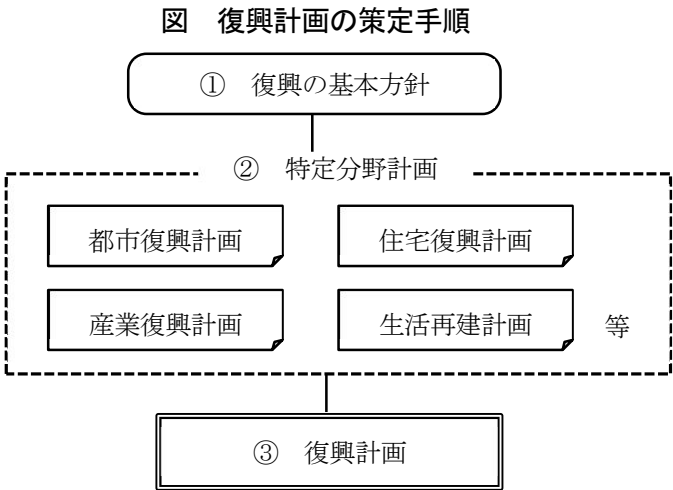 図　復興計画の策定手順
①　復興の基本方針
②　特定分野計画
都市復興計画
住宅復興計画
産業復興計画
生活再建計画
等
③　復興計画